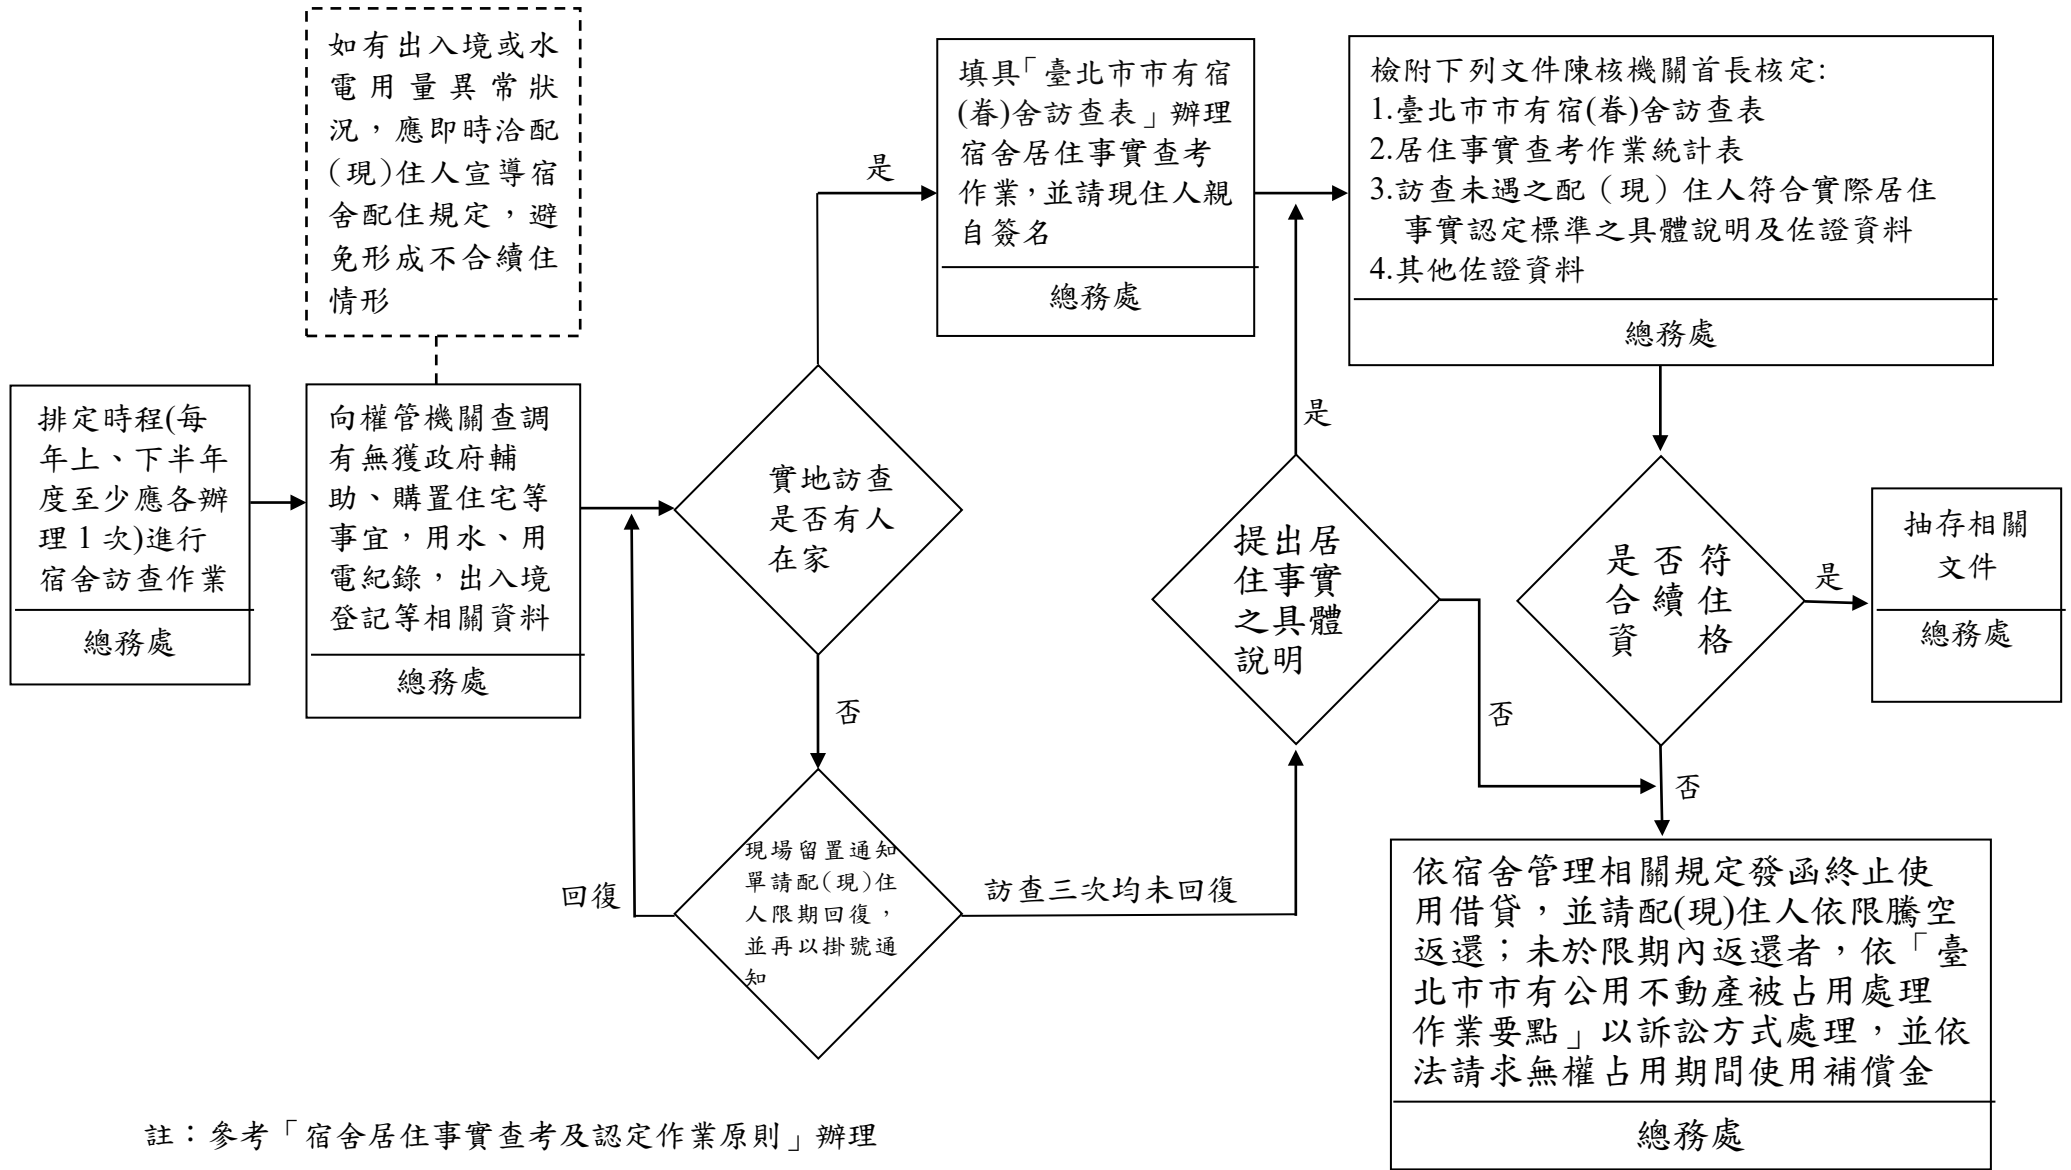 如有出入境或水
電用量異常狀
況，應即時洽配
(現)住人宣導宿
舍配住規定，避
免形成不合續住
情形
填具「臺北市市有宿
(眷)舍訪查表」辦理
宿舍居住事實查考
作業，並請現住人親
自簽名
總務處
檢附下列文件陳核機關首長核定:
1.臺北市市有宿(眷)舍訪查表
2.居住事實查考作業統計表
3.訪查未遇之配（現）住人符合實際居住
事實認定標準之具體說明及佐證資料
4.其他佐證資料
總務處
是
排定時程(每
年上、下半年
度至少應各辦
理 1 次)進行
宿舍訪查作業
總務處
向權管機關查調
有無獲政府輔
助、購置住宅等
事宜，用水、用
電紀錄，出入境
登記等相關資料
總務處
實地訪查
是否有人
在家
是
提出居
住事實
之具體
說明
是否符
合續住
資格
是
抽存相關
文件
總務處
否
否
否
現場留置通知
單請配(現)住
人限期回復，
並再以掛號通
知
回復
訪查三次均未回復
依宿舍管理相關規定發函終止使
用借貸，並請配(現)住人依限騰空
返還；未於限期內返還者，依「臺
北市市有公用不動產被占用處理
作業要點」以訴訟方式處理，並依
法請求無權占用期間使用補償金
總務處
註：參考「宿舍居住事實查考及認定作業原則」辦理